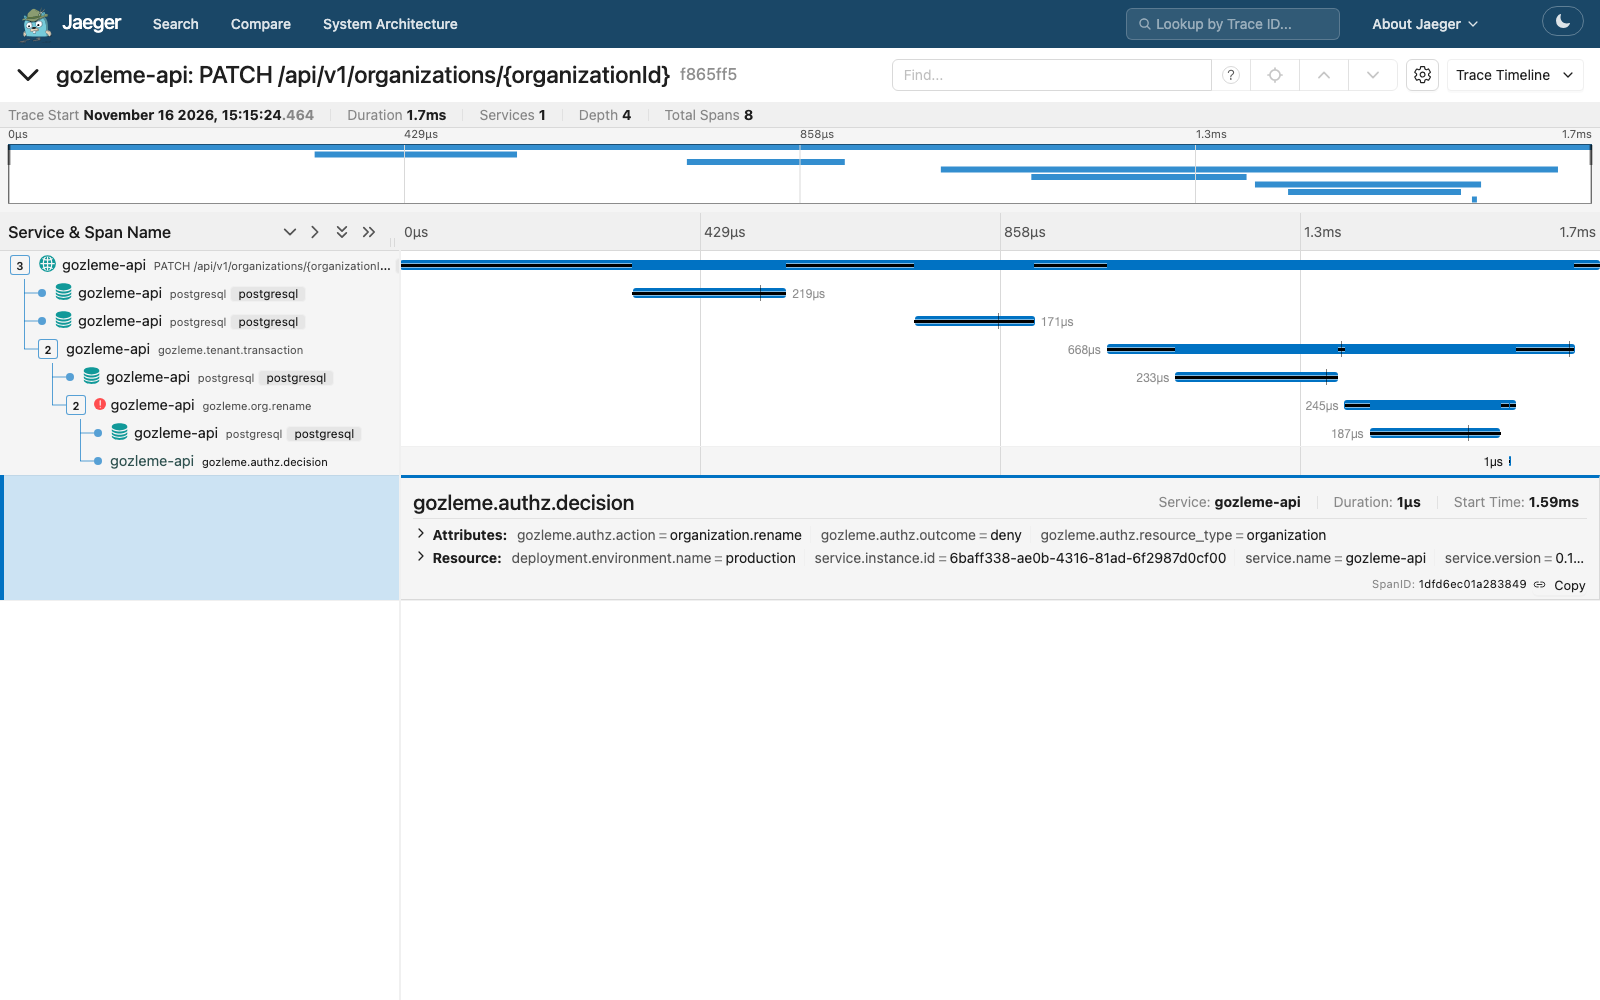 Jaeger Search Compare System Architecture Lookup by Trace ID... About Jaeger
gozleme-api: PATCH /api/v1/organizations/{organizationId} f865ff5 Find... ? Trace Timeline
Trace Start November 16 2026, 15:15:24.464 Duration 1.7ms Services 1 Depth 4 Total Spans 8
0μs 429μs 858μs 1.3ms 1.7ms
Service & Span Name 0μs 429μs 858μs 1.3ms 1.7ms
3 gozleme-api PATCH /api/v1/organizations/{organizationI...
gozleme-api postgresql postgresql 219μs
gozleme-api postgresql postgresql 171μs
2 gozleme-api gozleme.tenant.transaction 668μs
gozleme-api postgresql postgresql 233μs
2 gozleme-api gozleme.org.rename 245μs
gozleme-api postgresql postgresql 187μs
gozleme-api gozleme.authz.decision 1μs
gozleme.authz.decision Service: gozleme-api Duration: 1μs Start Time: 1.59ms
Attributes: gozleme.authz.action = organization.rename gozleme.authz.outcome = deny gozleme.authz.resource_type = organization
Resource: deployment.environment.name = production service.instance.id = 6baff338-ae0b-4316-81ad-6f2987d0cf00 service.name = gozleme-api service.version = 0.1...
SpanID: 1dfd6ec01a283849 Copy